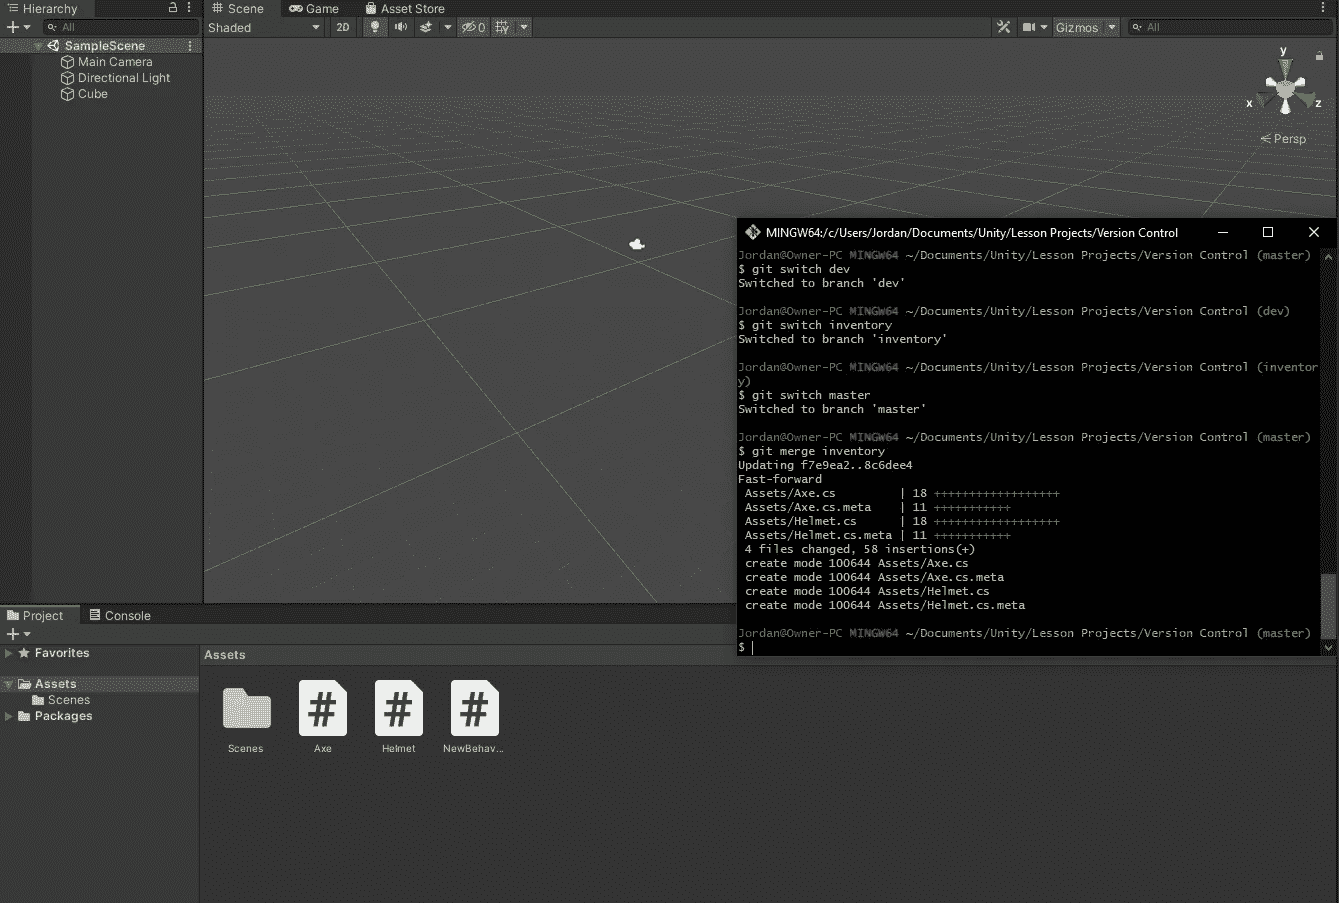 Hierarchy
Scene
Game
Asset Store
All
Shaded
2D
0
Gizmos
All
SampleScene
Main Camera
Directional Light
Cube
y
x
z
Persp
MINGW64:/c/Users/Jordan/Documents/Unity/Lesson Projects/Version Control
Jordan@Owner-PC MINGW64 ~/Documents/Unity/Lesson Projects/Version Control (master)
$ git switch dev
Switched to branch 'dev'
Jordan@Owner-PC MINGW64 ~/Documents/Unity/Lesson Projects/Version Control (dev)
$ git switch inventory
Switched to branch 'inventory'
Jordan@Owner-PC MINGW64 ~/Documents/Unity/Lesson Projects/Version Control (inventor
y)
$ git switch master
Switched to branch 'master'
Jordan@Owner-PC MINGW64 ~/Documents/Unity/Lesson Projects/Version Control (master)
$ git merge inventory
Updating f7e9ea2..8c6dee4
Fast-forward
Assets/Axe.cs | 18 ++++++++++++++++++
Assets/Axe.cs.meta | 11 +++++++++++
Assets/Helmet.cs | 18 ++++++++++++++++++
Assets/Helmet.cs.meta | 11 +++++++++++
4 files changed, 58 insertions(+)
create mode 100644 Assets/Axe.cs
create mode 100644 Assets/Axe.cs.meta
create mode 100644 Assets/Helmet.cs
create mode 100644 Assets/Helmet.cs.meta
Jordan@Owner-PC MINGW64 ~/Documents/Unity/Lesson Projects/Version Control (master)
$
Project
Console
Favorites
Assets
Scenes
Packages
Assets
Scenes
Axe
Helmet
NewBehav...